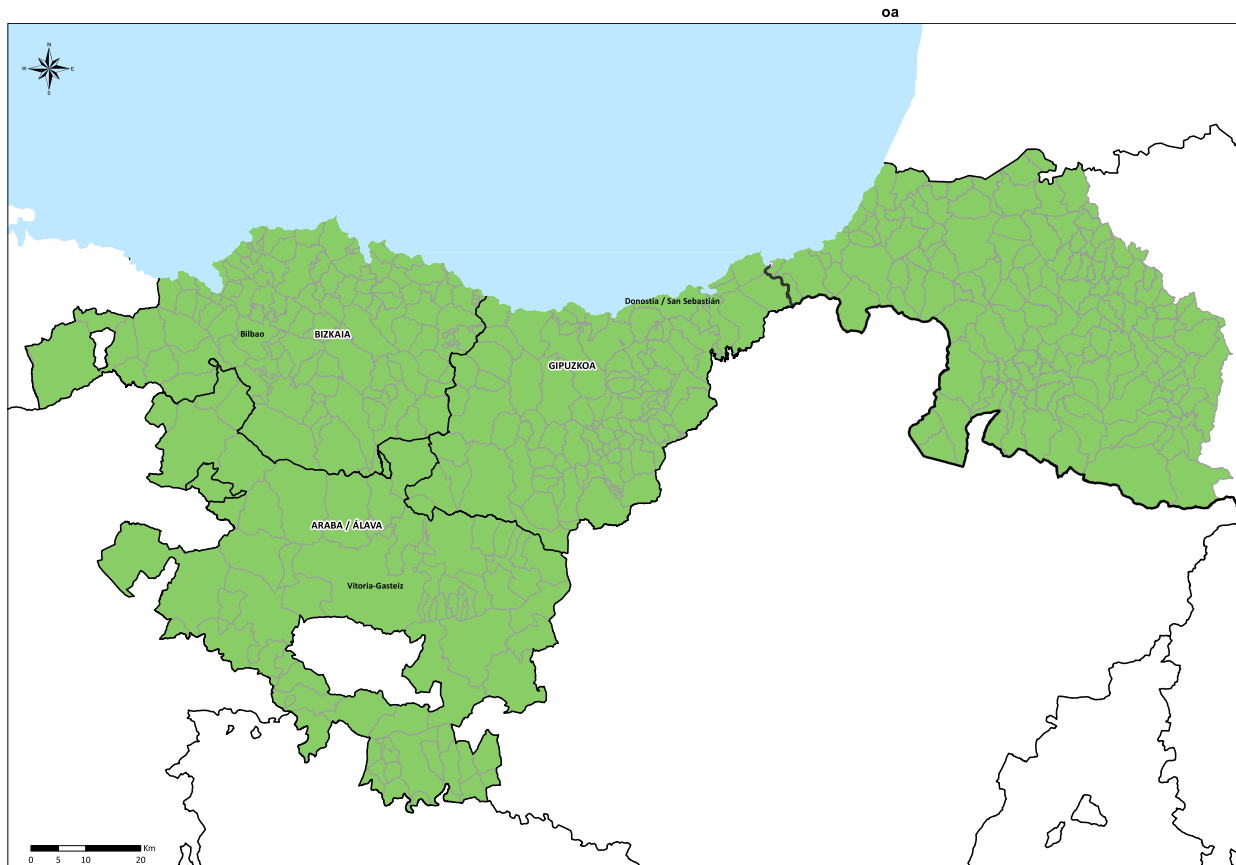 oa
N
W E
S
Donostia / San Sebastián
Bilbao
BIZKAIA
GIPUZKOA
ARABA / ÁLAVA
Vitoria-Gasteiz
Km
0 5 10 20